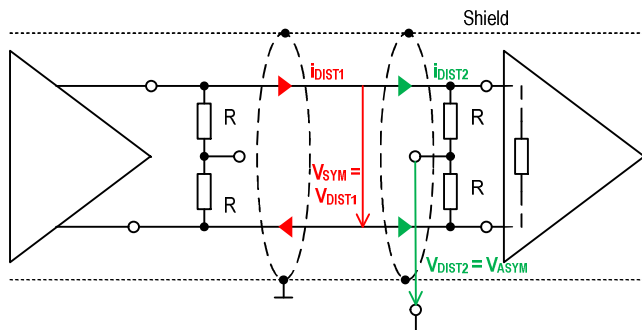 Shield
iDIST1
iDIST2
R
R
VSYM =
VDIST1
R
R
VDIST2 = VASYM